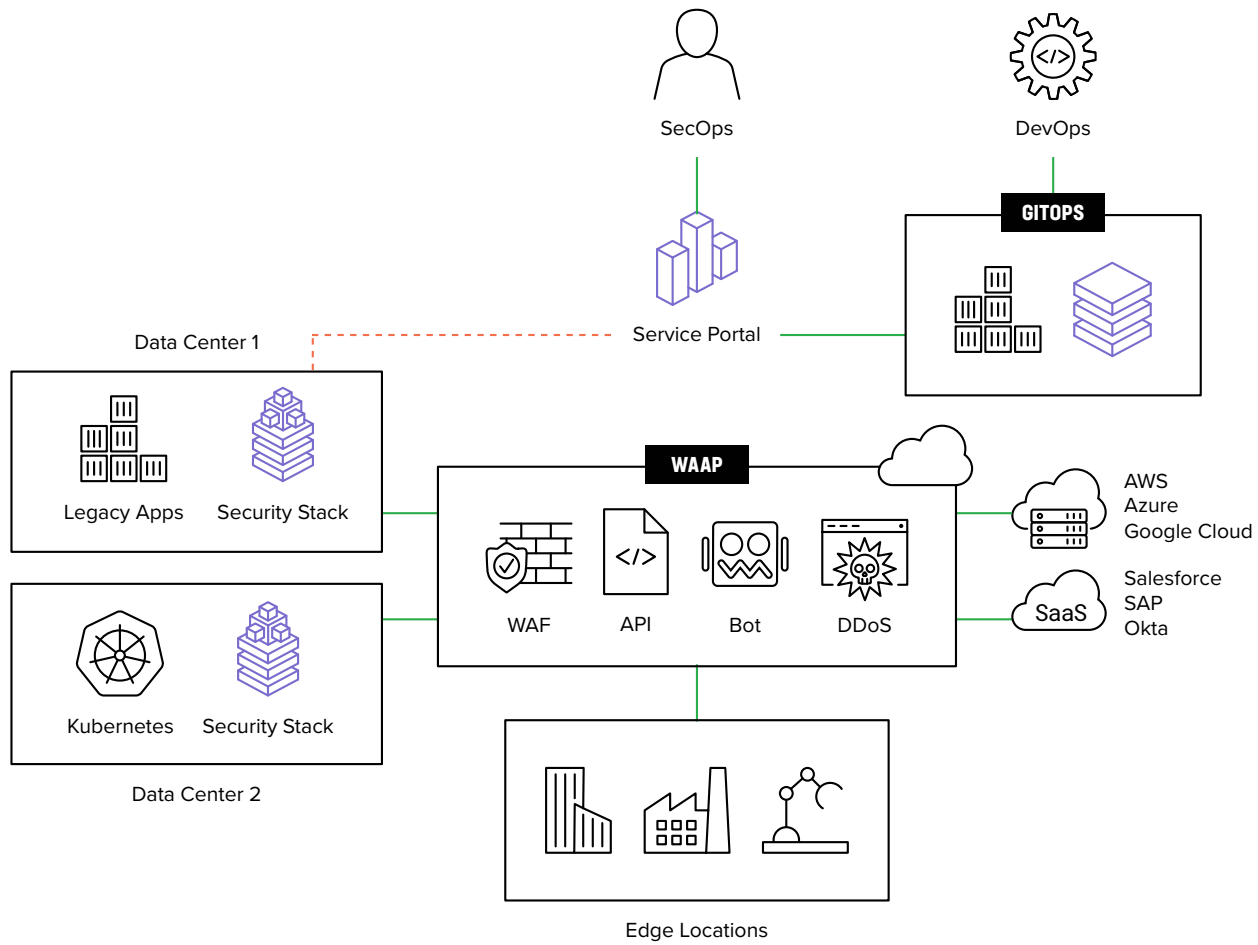 SecOps
DevOps
GITOPS
</>
Service Portal
Data Center 1
Legacy Apps
Security Stack
WAAP
</>
WAF
API
Bot
DDoS
AWS
Azure
Google Cloud
SaaS
Salesforce
SAP
Okta
Kubernetes
Security Stack
Data Center 2
Edge Locations